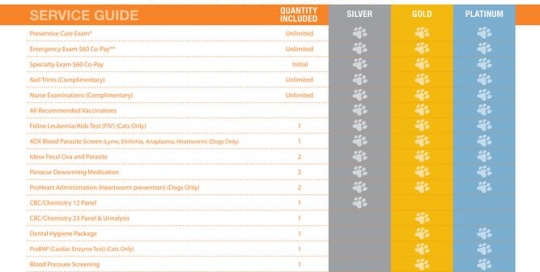 SERVICE GUIDE QUANTITY INCLUDED SILVER GOLD PLATINUM
Preventive Care Exam* Unlimited
Emergency Exam $60 Co-Pay** Unlimited
Specialty Exam $60 Co-Pay Initial
Nail Trims (Complimentary) Unlimited
Nurse Examinations (Complimentary) Unlimited
All Recommended Vaccinations
Feline Leukemia/Aids Test (FIV) (Cats Only) 1
4DX Blood Parasite Screen (Lyme, Ehrlichia, Anaplasma, Heartworm) (Dogs Only) 1
Idexx Fecal Ova and Parasite 2
Panacur Deworming Medication 2
ProHeart Administration (Heartworm prevention) (Dogs Only) 2
CBC/Chemistry 12 Panel 1
CBC/Chemistry 23 Panel & Urinalysis 1
Dental Hygiene Package 1
ProBNP (Cardiac Enzyme Test) (Cats Only) 1
Blood Pressure Screening 1